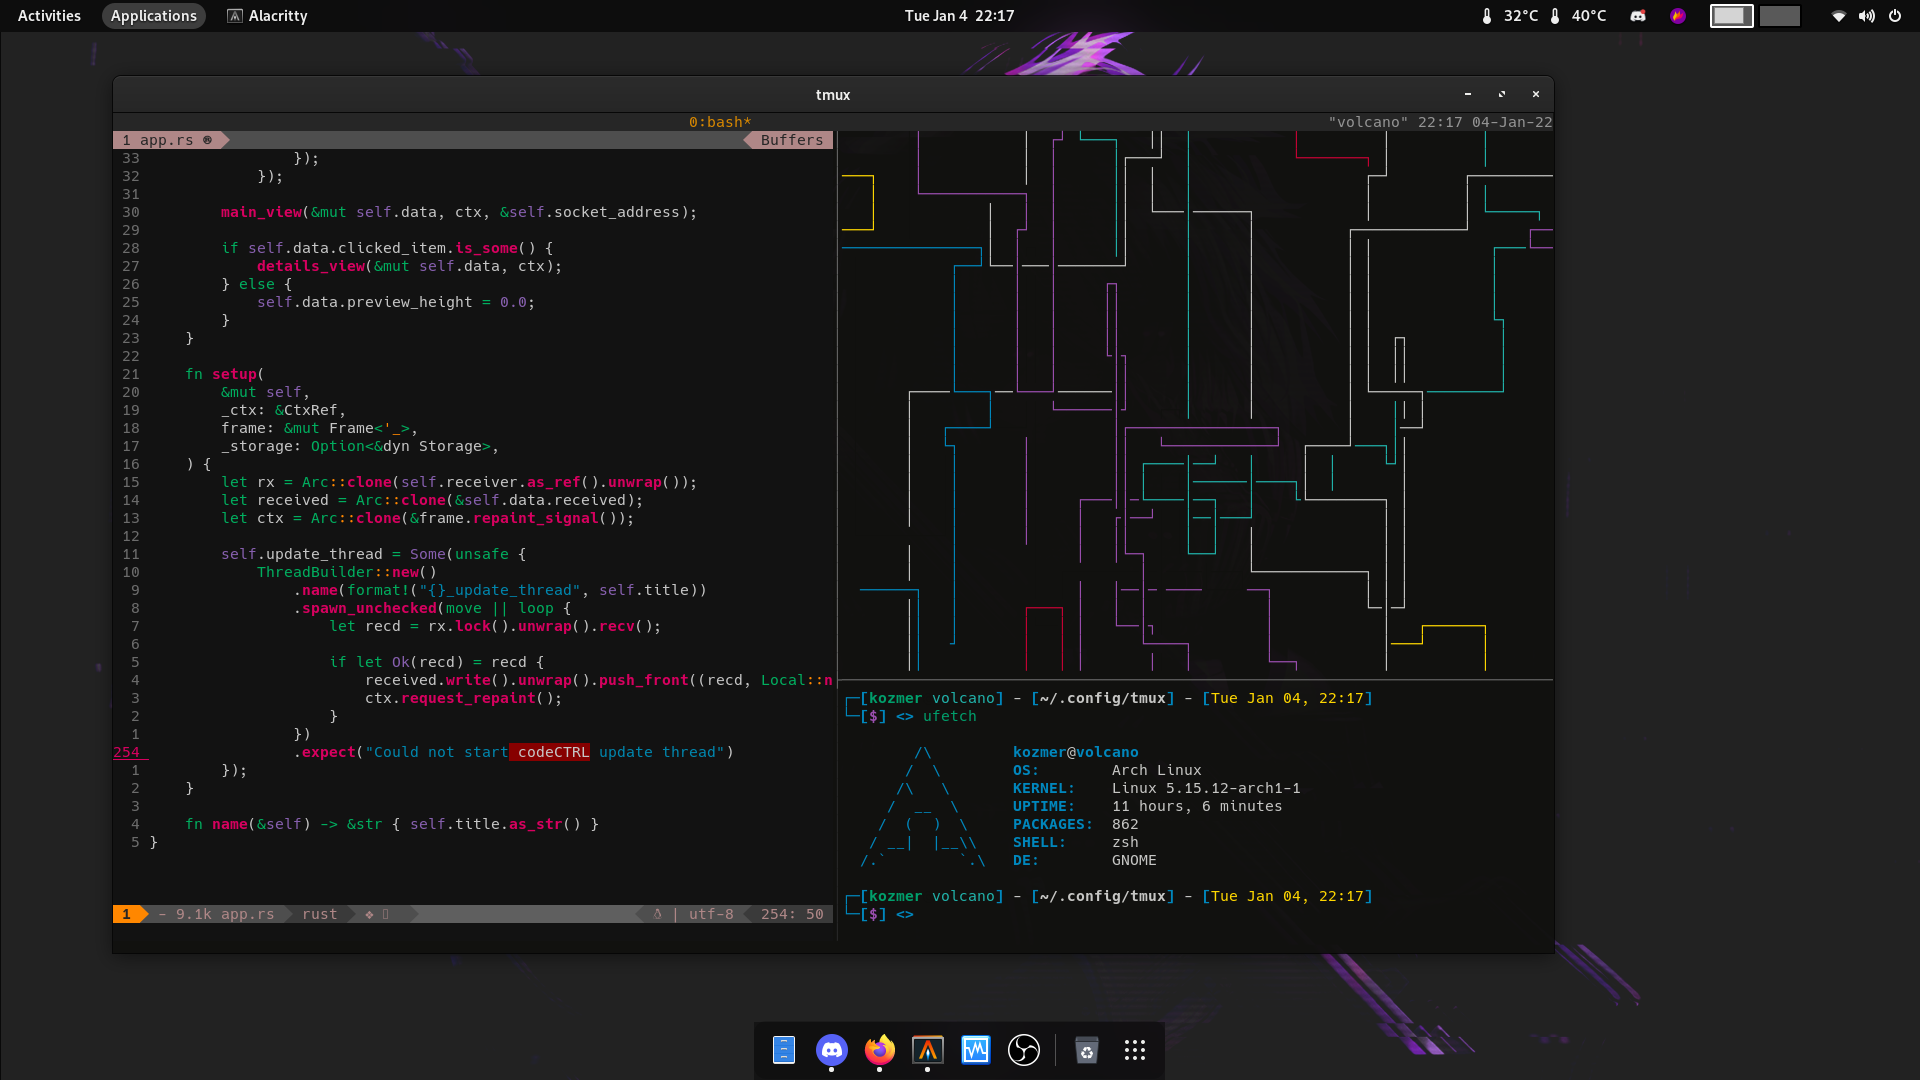 Activities Applications Alacritty Tue Jan 4 22:17 32°C 40°C
tmux
0:bash* "volcano" 22:17 04-Jan-22
1 app.rs Buffers
33 });
32 });
31
30 main_view(&mut self.data, ctx, &self.socket_address);
29
28 if self.data.clicked_item.is_some() {
27 details_view(&mut self.data, ctx);
26 } else {
25 self.data.preview_height = 0.0;
24 }
23 }
22
21 fn setup(
20 &mut self,
19 _ctx: &CtxRef,
18 frame: &mut Frame<'_>,
17 _storage: Option<&dyn Storage>,
16 ) {
15 let rx = Arc::clone(self.receiver.as_ref().unwrap());
14 let received = Arc::clone(&self.data.received);
13 let ctx = Arc::clone(&frame.repaint_signal());
12
11 self.update_thread = Some(unsafe {
10 ThreadBuilder::new()
9 .name(format!("{}_update_thread", self.title))
8 .spawn_unchecked(move || loop {
7 let recd = rx.lock().unwrap().recv();
6
5 if let Ok(recd) = recd {
4 received.write().unwrap().push_front((recd, Local::n
3 ctx.request_repaint();
2 }
1 })
254 .expect("Could not start codeCTRL update thread")
1 });
2 }
3
4 fn name(&self) -> &str { self.title.as_str() }
5 }
1 - 9.1k app.rs rust | utf-8 254: 50
[kozmer volcano] - [~/.config/tmux] - [Tue Jan 04, 22:17]
[$] <> ufetch
kozmer@volcano
OS: Arch Linux
KERNEL: Linux 5.15.12-arch1-1
UPTIME: 11 hours, 6 minutes
PACKAGES: 862
SHELL: zsh
DE: GNOME
[kozmer volcano] - [~/.config/tmux] - [Tue Jan 04, 22:17]
[$] <>